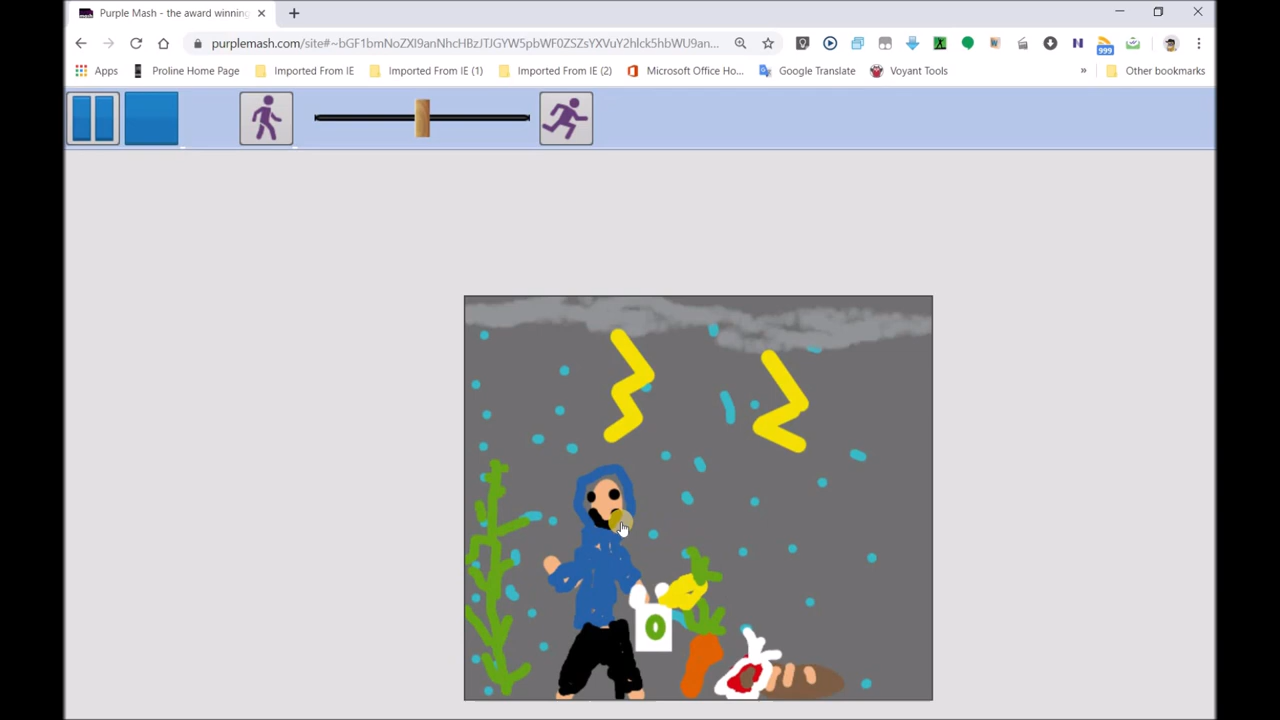 Purple Mash - the award winning
purplemash.com/site#~bGF1bmNoZXI9anNhcHBzJTJGYW5pbWF0ZSZsYXVuY2hlck5hbWU9an...
999
Apps Proline Home Page Imported From IE Imported From IE (1) Imported From IE (2) Microsoft Office Ho... Google Translate Voyant Tools » Other bookmarks
0